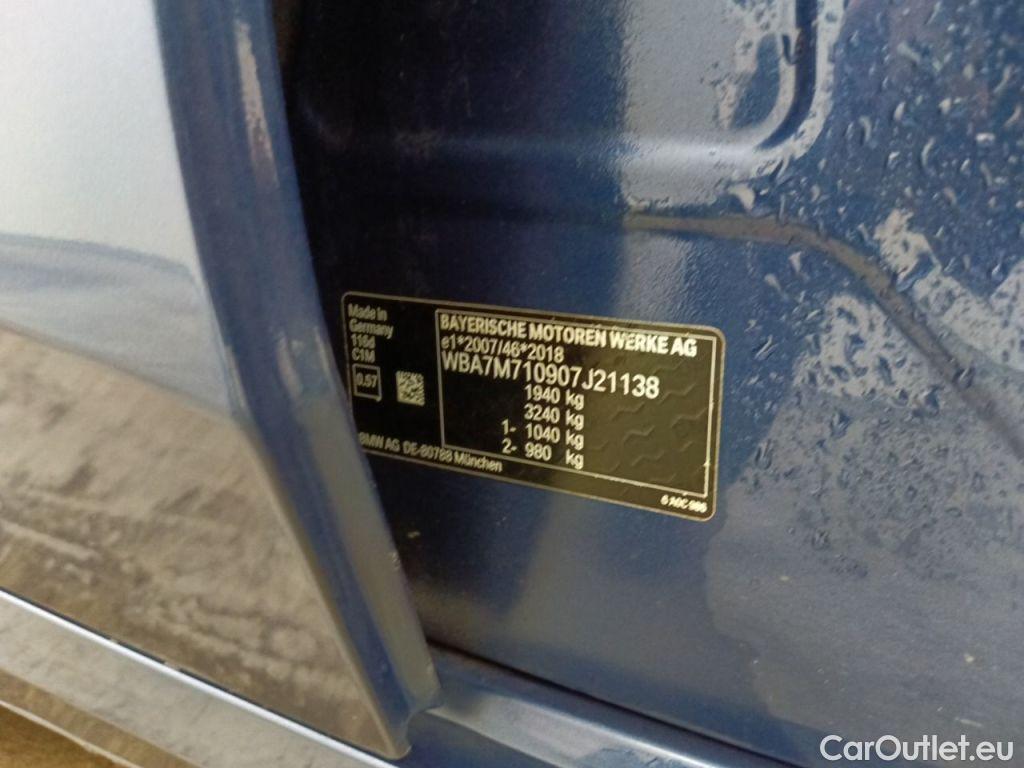 Made in
Germany
116d
C1M
0,57
BAYERISCHE MOTOREN WERKE AG
e1*2007/46*2018
WBA7M710907J21138
1940 kg
3240 kg
1- 1040 kg
2- 980 kg
BMW AG DE-80788 München
CarOutlet.eu